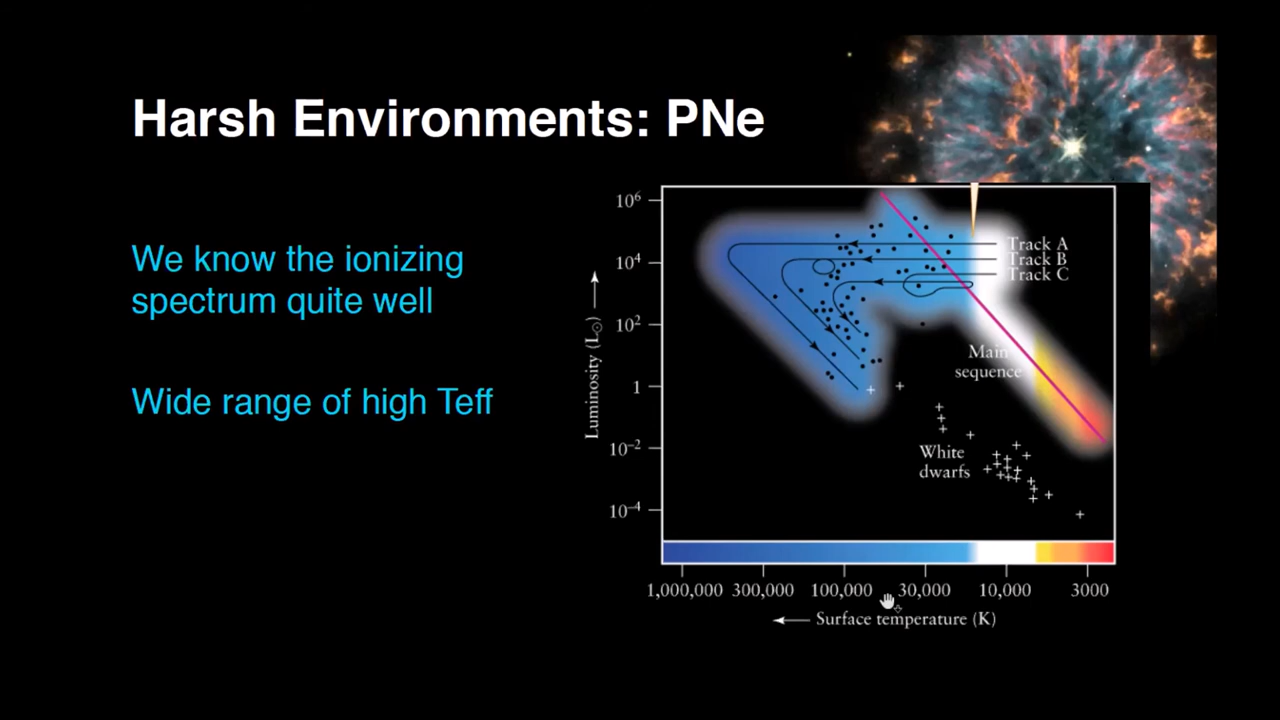 Harsh Environments: PNe
We know the ionizing
spectrum quite well
Wide range of high Teff
Luminosity (L☉)
10⁶
10⁴
10²
1
10⁻²
10⁻⁴
Track A
Track B
Track C
Main
sequence
White
dwarfs
1,000,000 300,000 100,000 30,000 10,000 3000
Surface temperature (K)